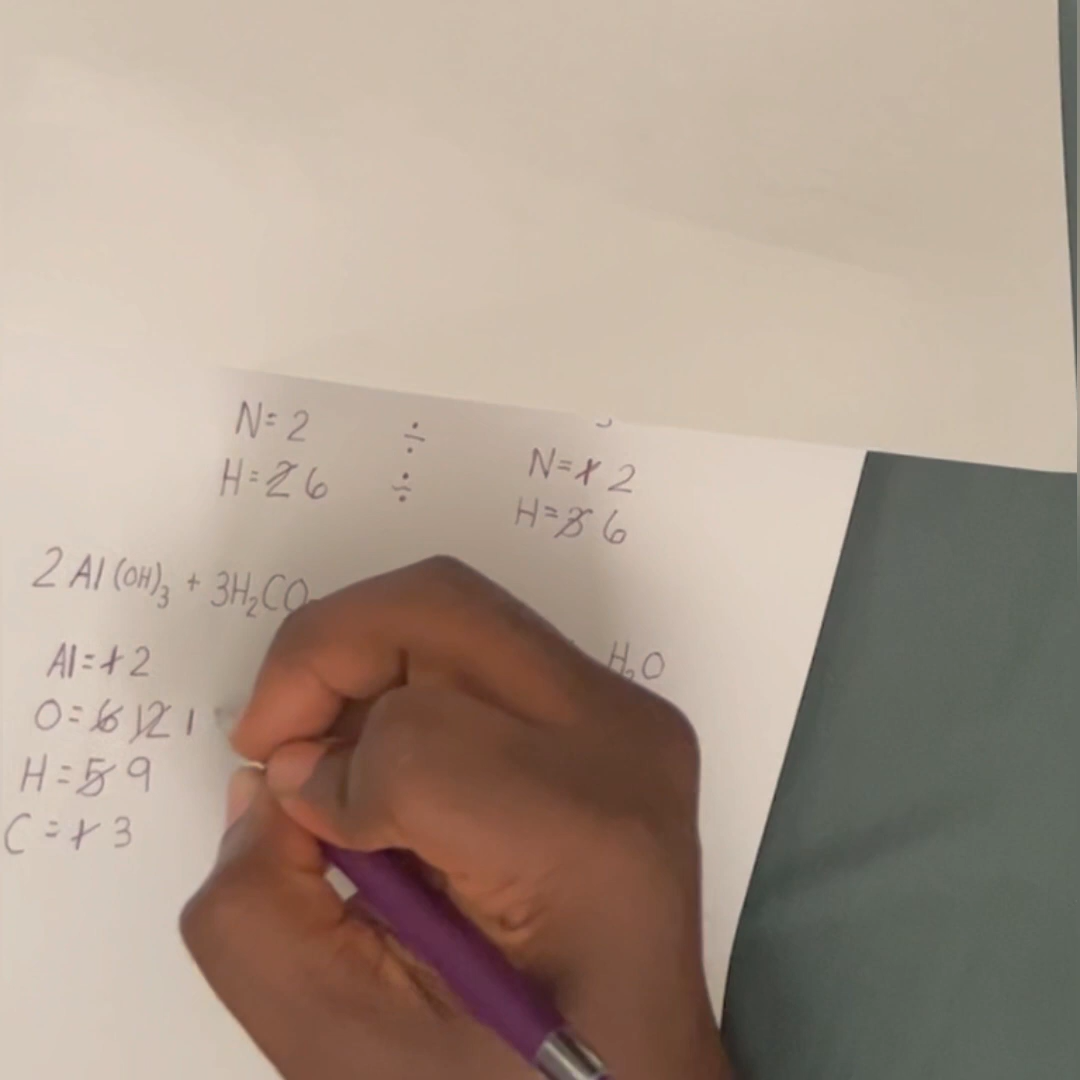 N=2 ÷ N=1 2
H=2 6 ÷ H=3 6
2 Al(OH)₃ + 3H₂CO H₂O
Al=1 2
O=6 12 1
H=5 9
C=1 3